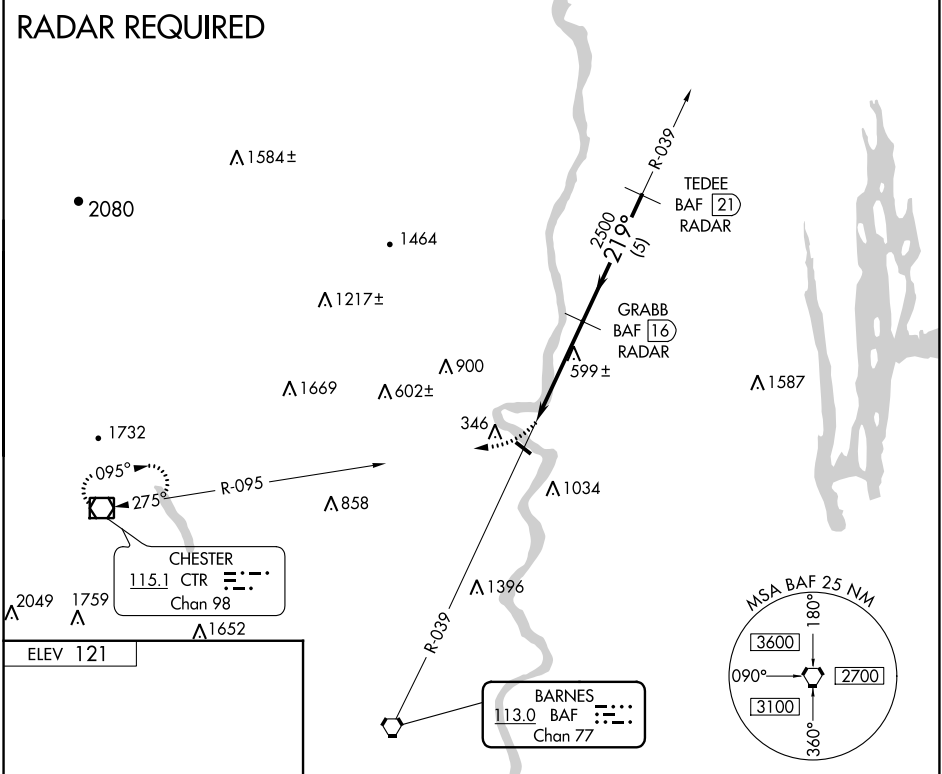 RADAR REQUIRED
R-039
1584±
TEDEE
BAF 21
RADAR
2080
2500
219°
(5)
1464
1217±
GRABB
BAF 16
RADAR
900
599±
1587
1669
602±
346
1732
095°
275°
R-095
858
1034
CHESTER
115.1 CTR
Chan 98
1396
2049
1759
1652
R-039
MSA BAF 25 NM
180°
3600
090°
2700
3100
360°
ELEV 121
BARNES
113.0 BAF
Chan 77